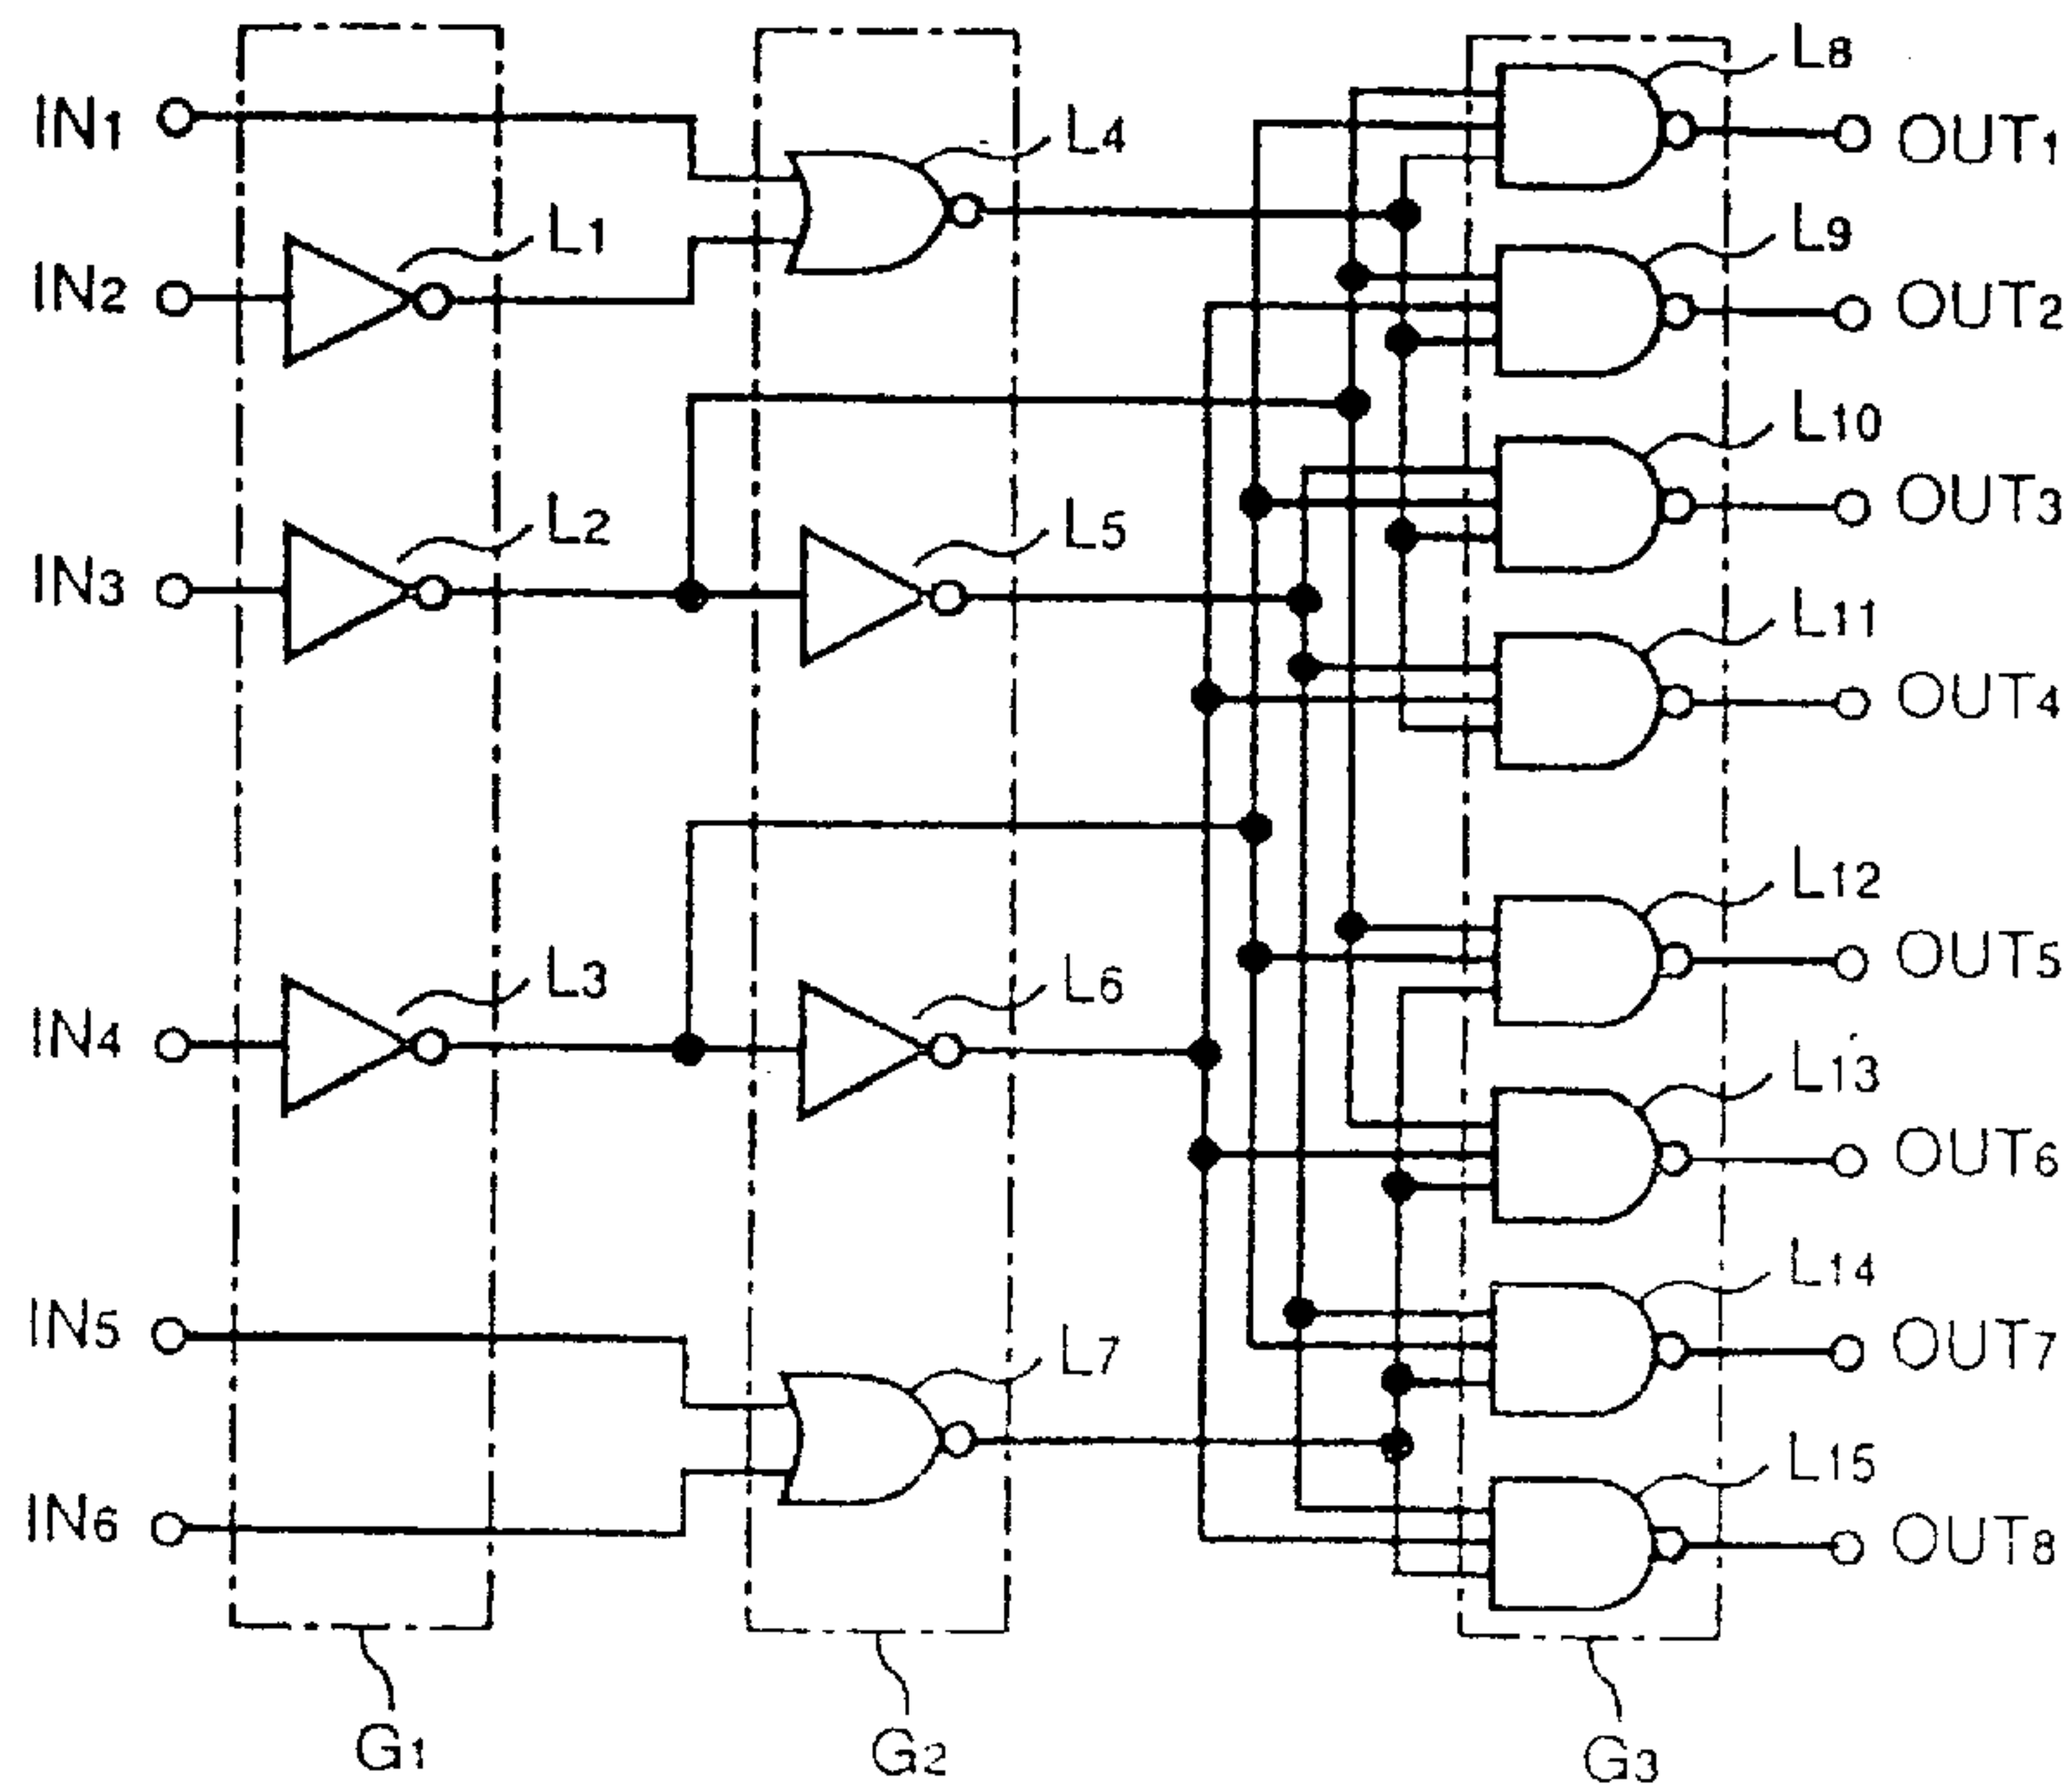 L8
IN1
L4
OUT1
L1
L9
IN2
OUT2
L10
L2
L5
OUT3
IN3
L11
OUT4
L12
L3
L6
OUT5
IN4
L13
OUT6
L14
IN5
L7
OUT7
L15
IN6
OUT8
G1
G2
G3